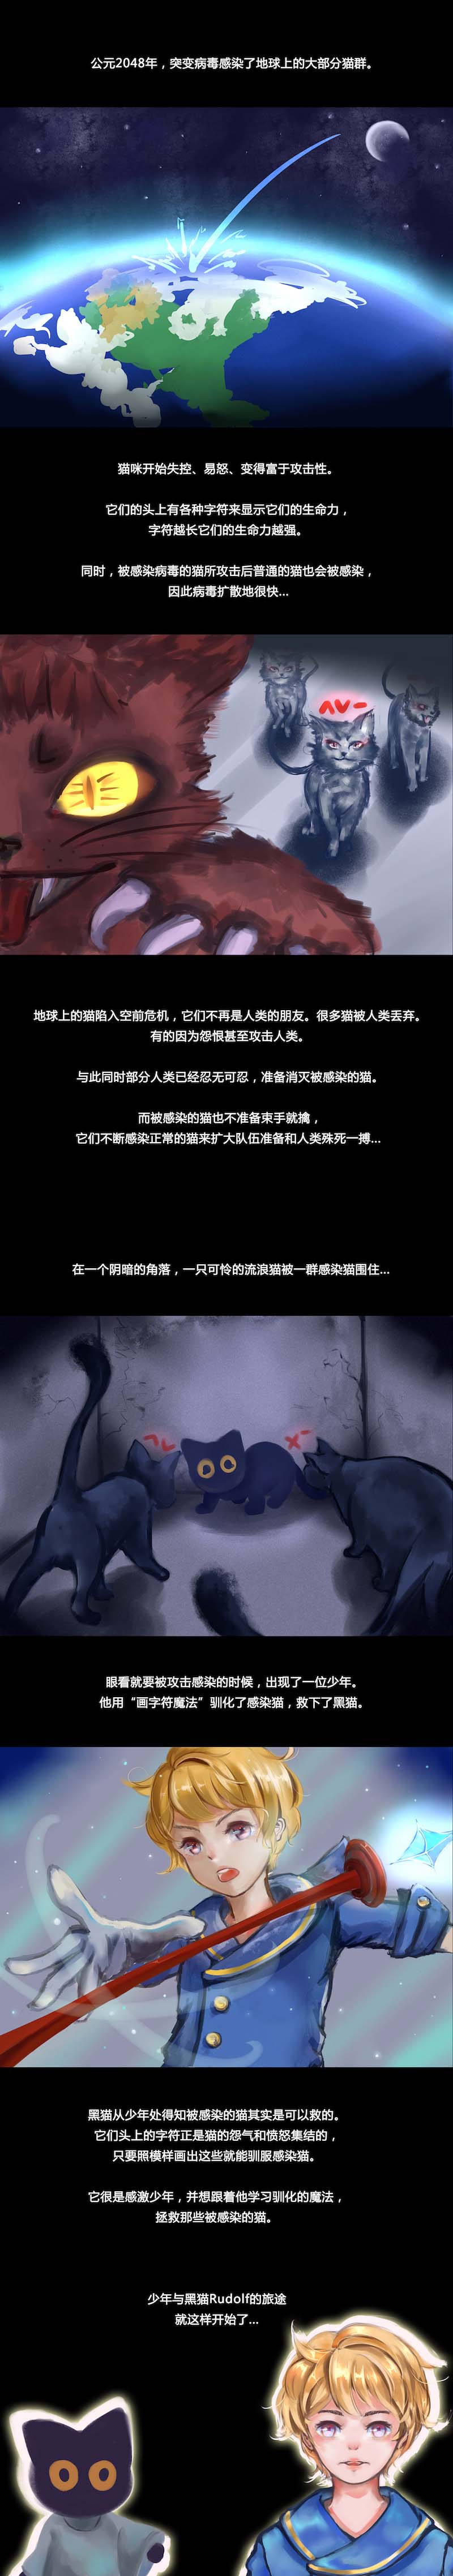 公元2048年，突变病毒感染了地球上的大部分猫群。
猫咪开始失控、易怒、变得富于攻击性。
它们的头上有各种字符来显示它们的生命力，
字符越长它们的生命力越强。
同时，被感染病毒的猫所攻击后普通的猫也会被感染，
因此病毒扩散地很快...
地球上的猫陷入空前危机，它们不再是人类的朋友。很多猫被人类丢弃。
有的因为怨恨甚至攻击人类。
与此同时部分人类已经忍无可忍，准备消灭被感染的猫。
而被感染的猫也不准备束手就擒，
它们不断感染正常的猫来扩大队伍准备和人类殊死一搏...
在一个阴暗的角落，一只可怜的流浪猫被一群感染猫围住...
眼看就要被攻击感染的时候，出现了一位少年。
他用“画字符魔法”驯化了感染猫，救下了黑猫。
黑猫从少年处得知被感染的猫其实是可以救的。
它们头上的字符正是猫的怨气和愤怒集结的，
只要照模样画出这些就能驯服感染猫。
它很是感激少年，并想跟着他学习驯化的魔法，
拯救那些被感染的猫。
少年与黑猫Rudolf的旅途
就这样开始了...